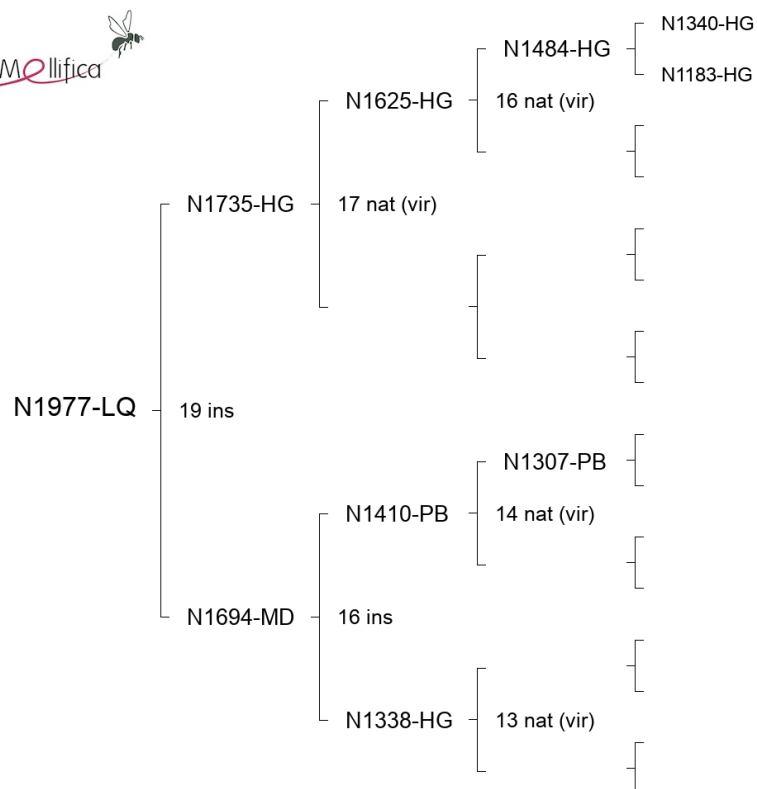 N1340-HG
N1484-HG
Mellifica
N1183-HG
N1625-HG
16 nat (vir)
N1735-HG
17 nat (vir)
N1977-LQ
19 ins
N1307-PB
N1410-PB
14 nat (vir)
N1694-MD
16 ins
N1338-HG
13 nat (vir)